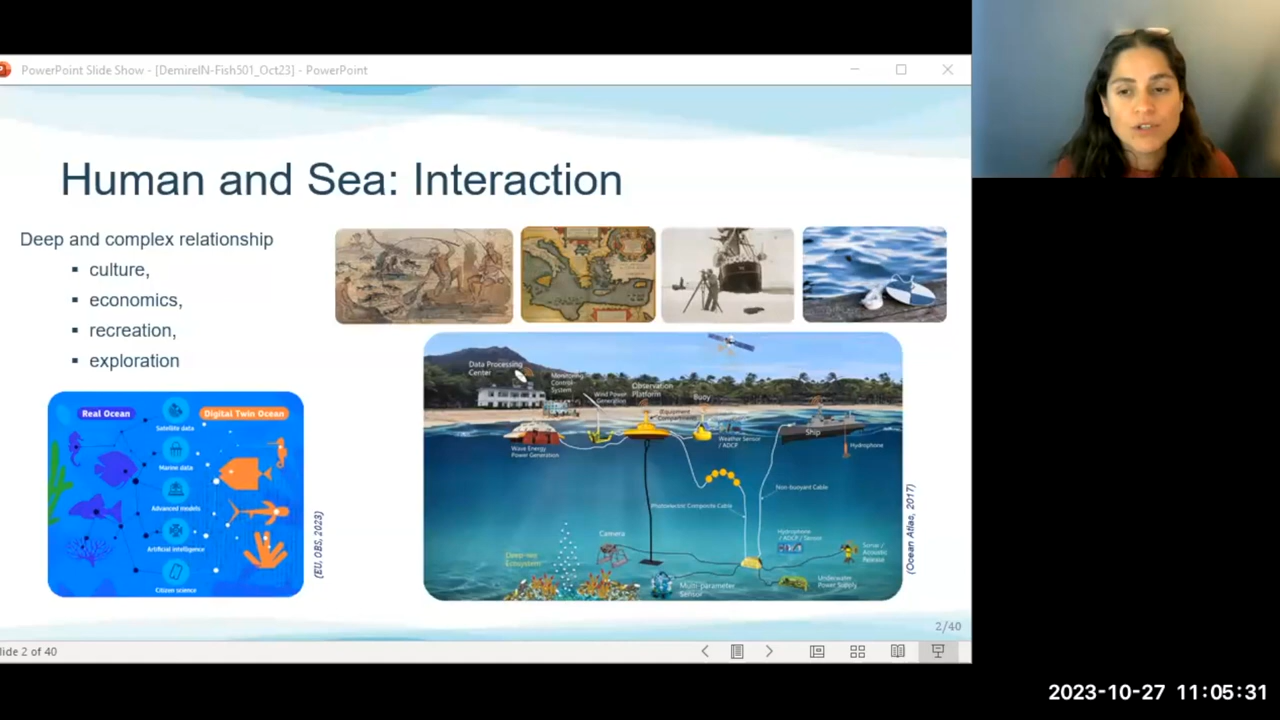 PowerPoint Slide Show - [DemirelN-Fish501_Oct23] - PowerPoint
Human and Sea: Interaction
Deep and complex relationship
▪ culture,
▪ economics,
▪ recreation,
▪ exploration
Real Ocean
Digital Twin Ocean
Satellite data
Marine data
Advanced models
Artificial intelligence
Citizen science
(EU, OBS, 2023)
Data Processing
Center
Monitoring
Control
System
Wind Power
Generation
Observation
Platform
Equipment
Compartments
Buoy
Weather Sensor
/ ADCP
Ship
Hydrophone
Wave Energy
Power Generation
Non-buoyant Cable
Photoelectric Composite Cable
Camera
Deep-sea
Ecosystem
Hydrophone
/ ADCP / Sensor
Sonar /
Acoustic
Release
Multi-parameter
Sensor
Underwater
Power Supply
(Ocean Atlas, 2017)
2/40
lide 2 of 40
2023-10-27 11:05:31